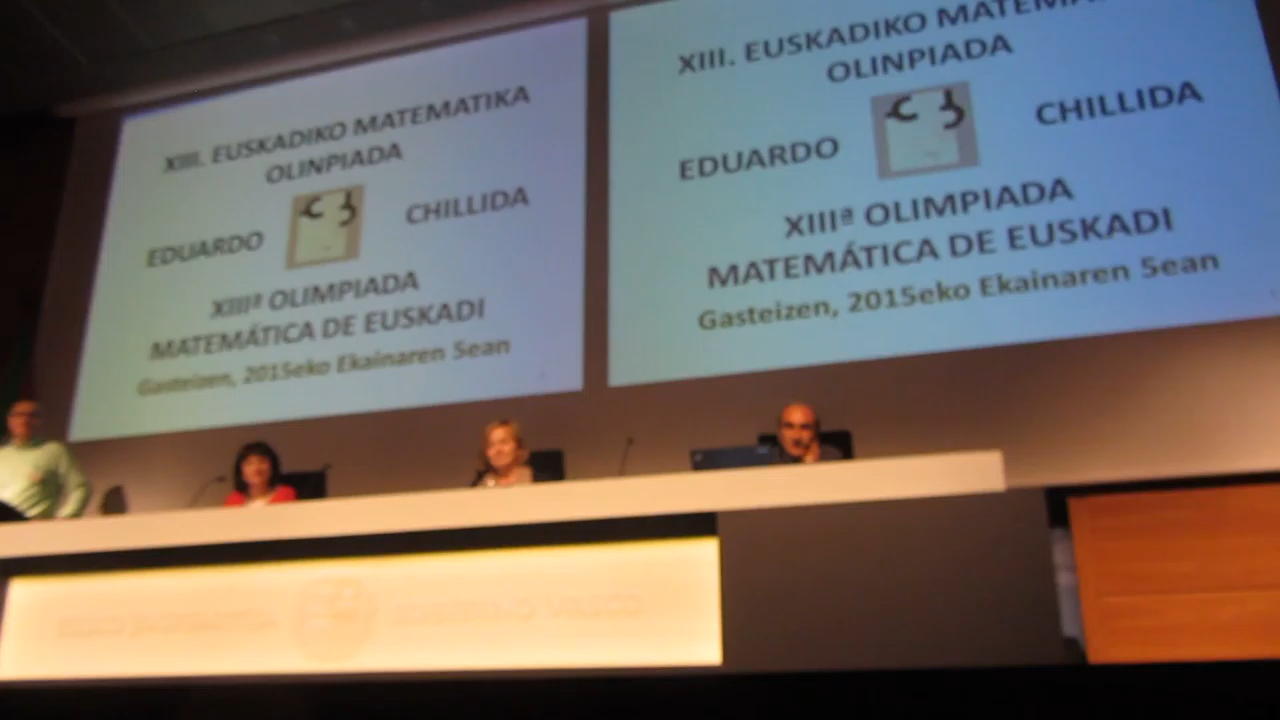 XIII. EUSKADIKO MATEMATIKA
OLINPIADA
EDUARDO CHILLIDA
XIIIª OLIMPIADA
MATEMÁTICA DE EUSKADI
Gasteizen, 2015eko Ekainaren 5ean
XIII. EUSKADIKO MATEMA
OLINPIADA
EDUARDO CHILLIDA
XIIIª OLIMPIADA
MATEMÁTICA DE EUSKADI
Gasteizen, 2015eko Ekainaren 5ean